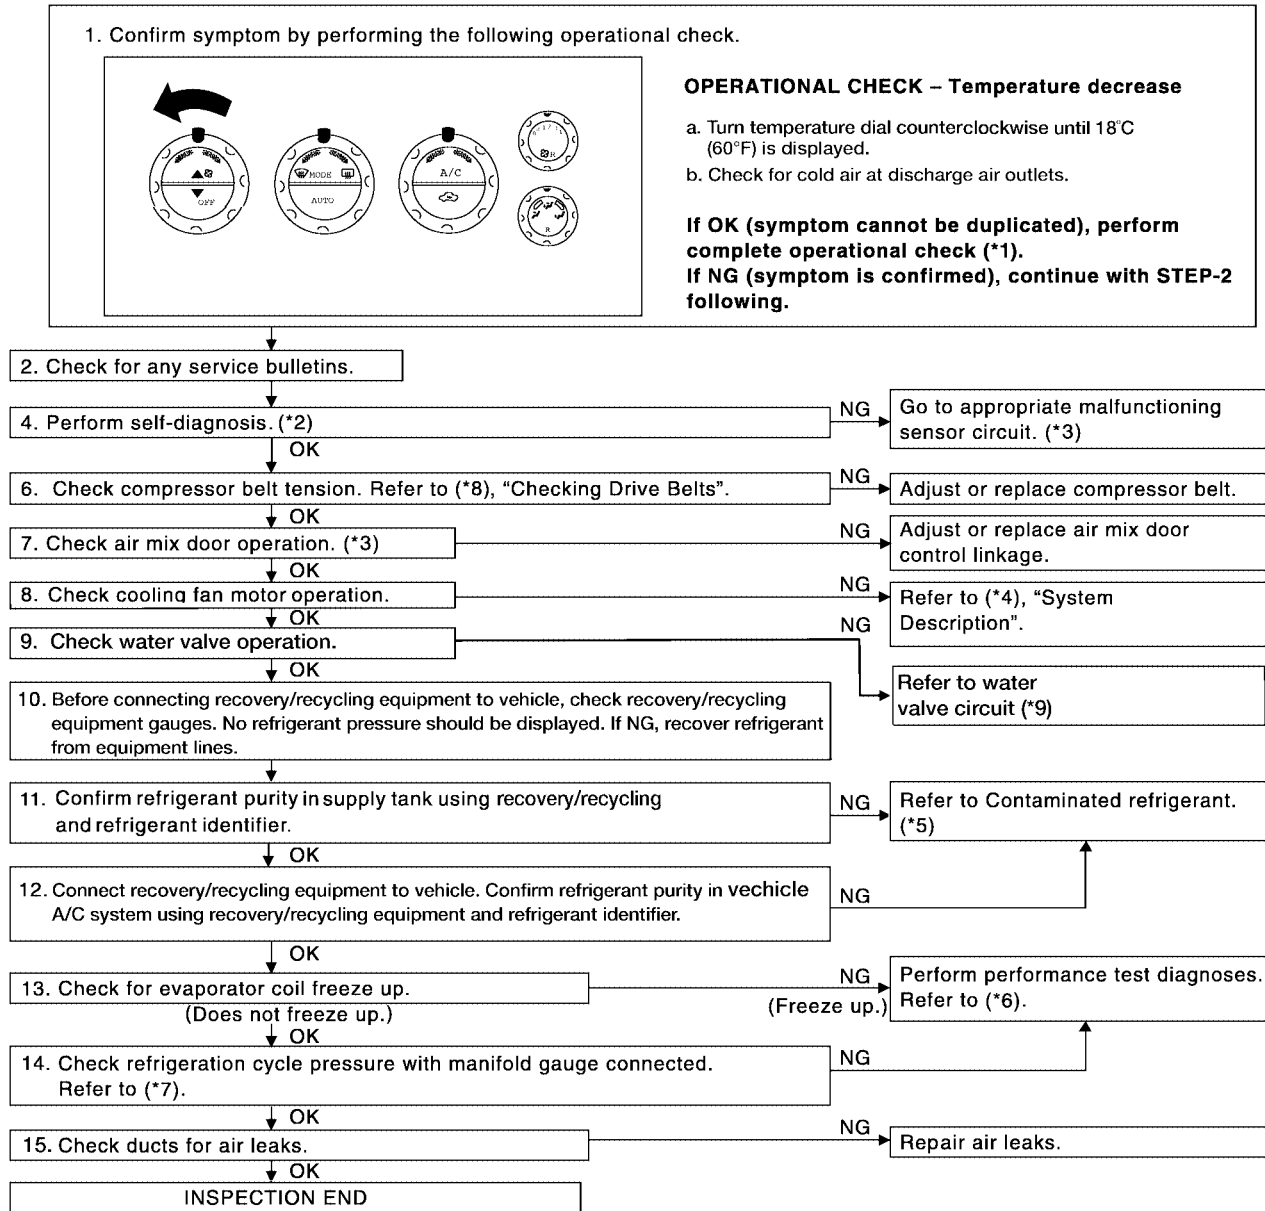 1. Confirm symptom by performing the following operational check.
OFF
MODE
AUTO
A/C
R
R
OPERATIONAL CHECK – Temperature decrease
a. Turn temperature dial counterclockwise until 18°C
(60°F) is displayed.
b. Check for cold air at discharge air outlets.
If OK (symptom cannot be duplicated), perform
complete operational check (*1).
If NG (symptom is confirmed), continue with STEP-2
following.
2. Check for any service bulletins.
4. Perform self-diagnosis. (*2)
NG
Go to appropriate malfunctioning
sensor circuit. (*3)
OK
6. Check compressor belt tension. Refer to (*8), “Checking Drive Belts”.
NG
Adjust or replace compressor belt.
OK
7. Check air mix door operation. (*3)
NG
Adjust or replace air mix door
control linkage.
OK
8. Check cooling fan motor operation.
NG
Refer to (*4), “System
Description”.
OK
9. Check water valve operation.
NG
Refer to water
valve circuit (*9)
OK
10. Before connecting recovery/recycling equipment to vehicle, check recovery/recycling
equipment gauges. No refrigerant pressure should be displayed. If NG, recover refrigerant
from equipment lines.
11. Confirm refrigerant purity in supply tank using recovery/recycling
and refrigerant identifier.
NG
Refer to Contaminated refrigerant.
(*5)
OK
12. Connect recovery/recycling equipment to vehicle. Confirm refrigerant purity in vechicle
A/C system using recovery/recycling equipment and refrigerant identifier.
NG
OK
13. Check for evaporator coil freeze up.
NG
(Freeze up.)
Perform performance test diagnoses.
Refer to (*6).
(Does not freeze up.)
OK
14. Check refrigeration cycle pressure with manifold gauge connected.
Refer to (*7).
NG
OK
15. Check ducts for air leaks.
NG
Repair air leaks.
OK
INSPECTION END